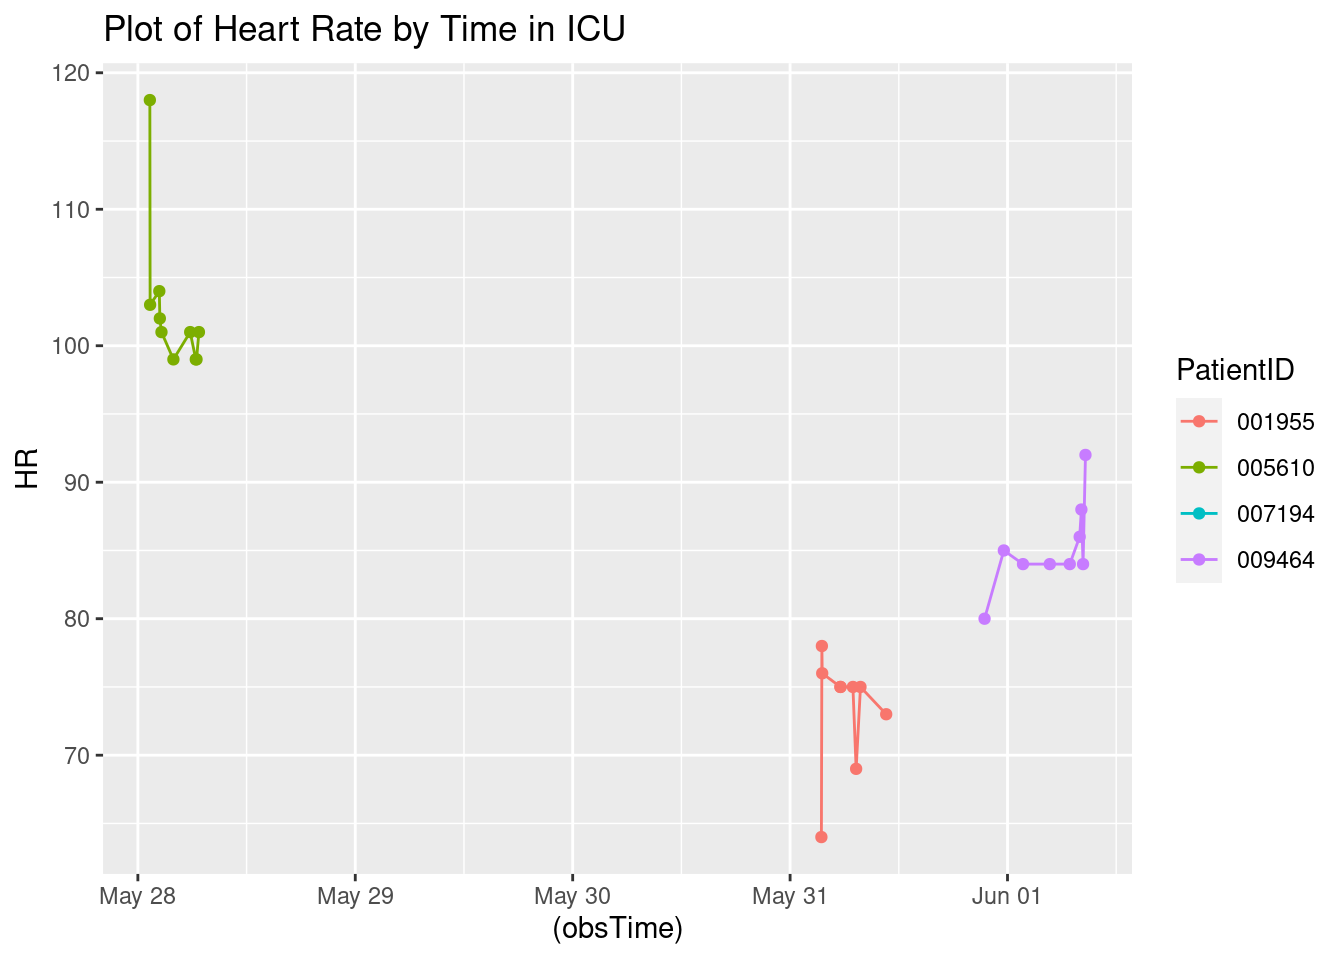 Plot of Heart Rate by Time in ICU
120
110
100
90
80
70
HR
May 28
May 29
May 30
May 31
Jun 01
(obsTime)
PatientID
001955
005610
007194
009464